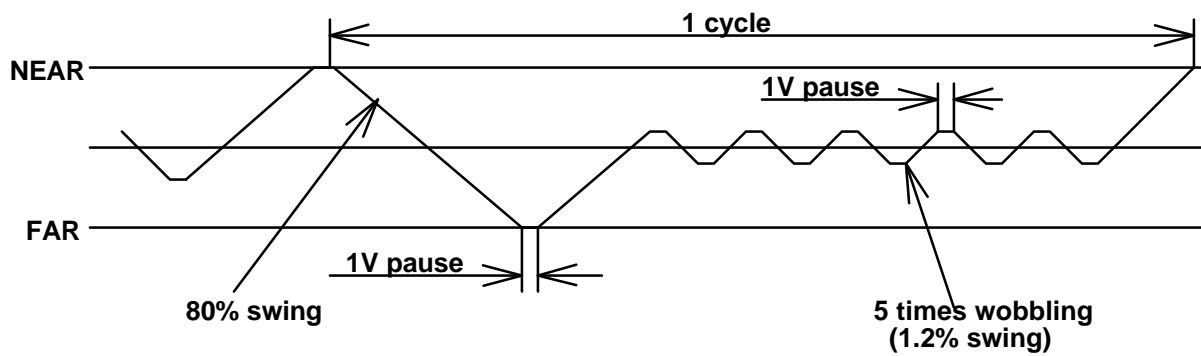 1 cycle
NEAR
1V pause
FAR
1V pause
80% swing
5 times wobbling
(1.2% swing)